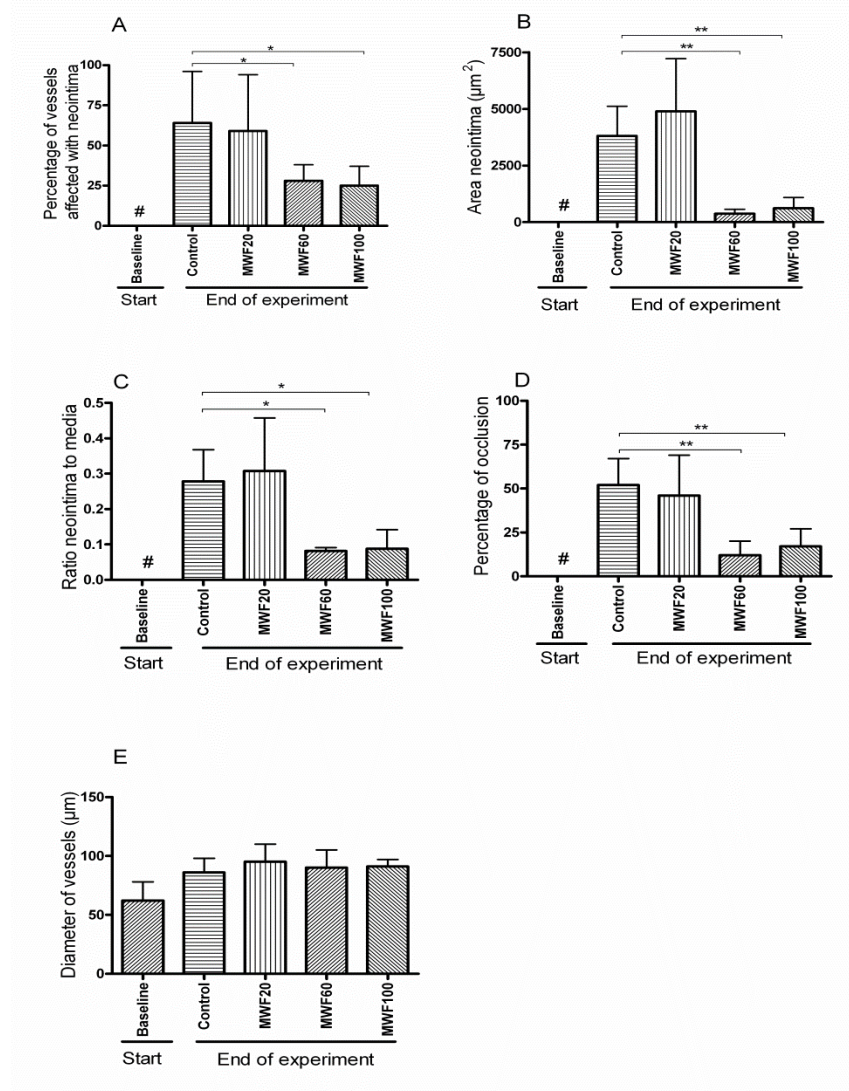 A
Percentage of vessels
affected with neointima
100
75
50
25
0
#
*
*
Baseline
Control
MWF20
MWF60
MWF100
Start
End of experiment
B
Area neointima (µm²)
7500
5000
2500
0
#
**
**
Baseline
Control
MWF20
MWF60
MWF100
Start
End of experiment
C
Ratio neointima to media
0.5
0.4
0.3
0.2
0.1
0.0
#
*
*
Baseline
Control
MWF20
MWF60
MWF100
Start
End of experiment
D
Percentage of occlusion
100
75
50
25
0
#
**
**
Baseline
Control
MWF20
MWF60
MWF100
Start
End of experiment
E
Diameter of vessels (µm)
150
100
50
0
Baseline
Control
MWF20
MWF60
MWF100
Start
End of experiment